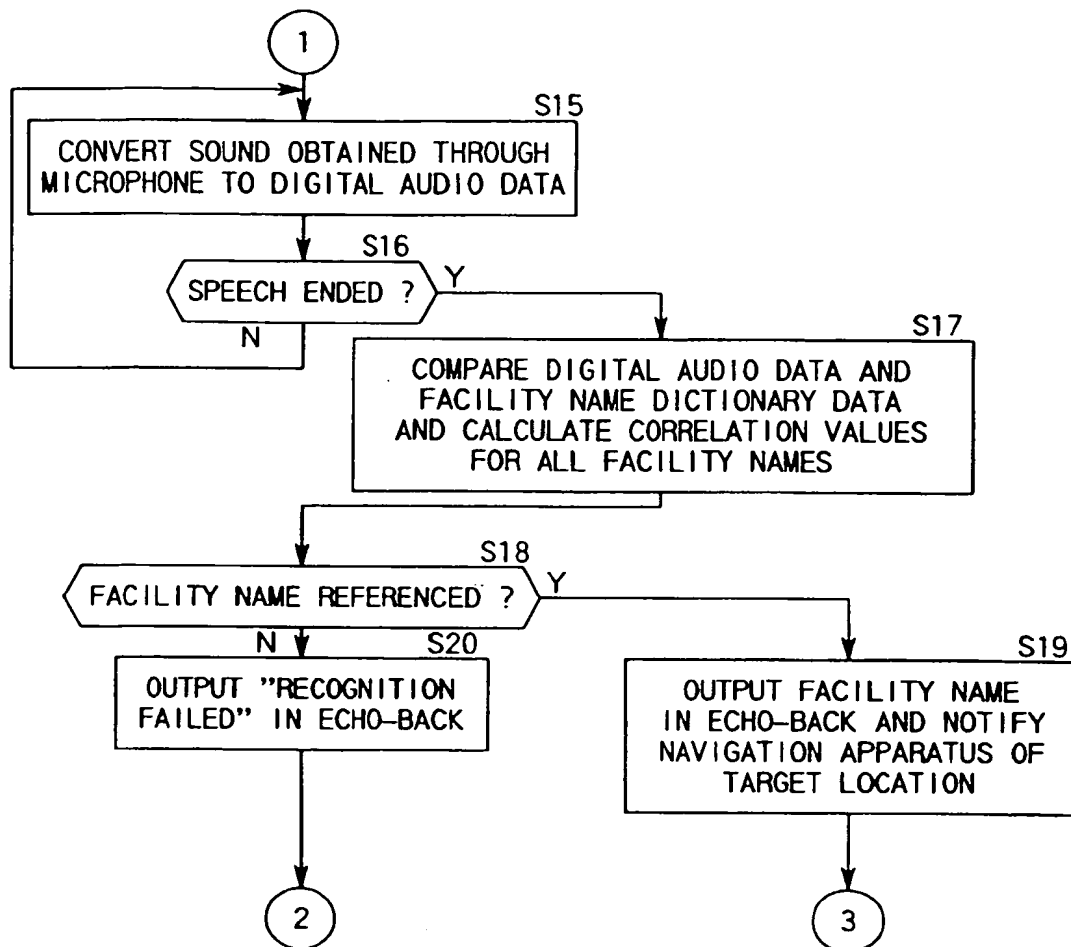 1
S15
CONVERT SOUND OBTAINED THROUGH
MICROPHONE TO DIGITAL AUDIO DATA
S16
SPEECH ENDED ?
Y
N
S17
COMPARE DIGITAL AUDIO DATA AND
FACILITY NAME DICTIONARY DATA
AND CALCULATE CORRELATION VALUES
FOR ALL FACILITY NAMES
S18
FACILITY NAME REFERENCED ?
Y
N
S20
OUTPUT "RECOGNITION
FAILED" IN ECHO-BACK
S19
OUTPUT FACILITY NAME
IN ECHO-BACK AND NOTIFY
NAVIGATION APPARATUS OF
TARGET LOCATION
2
3